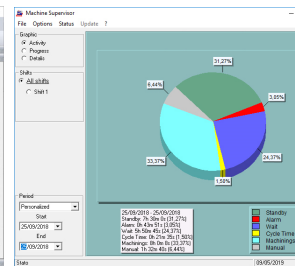 Machine Supervisor
File Options Status Update ?
Graphic
Activity
Progress
Details
Shifts
All shifts
Shift 1
Period
Personalized
Start
25/09/2018
End
25/09/2018
31,27%
3,05%
24,37%
1,50%
33,37%
6,44%
25/09/2018 - 25/09/2018
Standby: 7h 30m 0s (31,27%)
Alarm: 0h 43m 51s (3,05%)
Wait: 5h 50m 45s (24,37%)
Cycle Time: 0h 21m 35s (1,50%)
Machinings: 8h 0m 8s (33,37%)
Manual: 1h 32m 40s (6,44%)
Standby
Alarm
Wait
Cycle Time
Machinings
Manual
Stats
09/05/2019